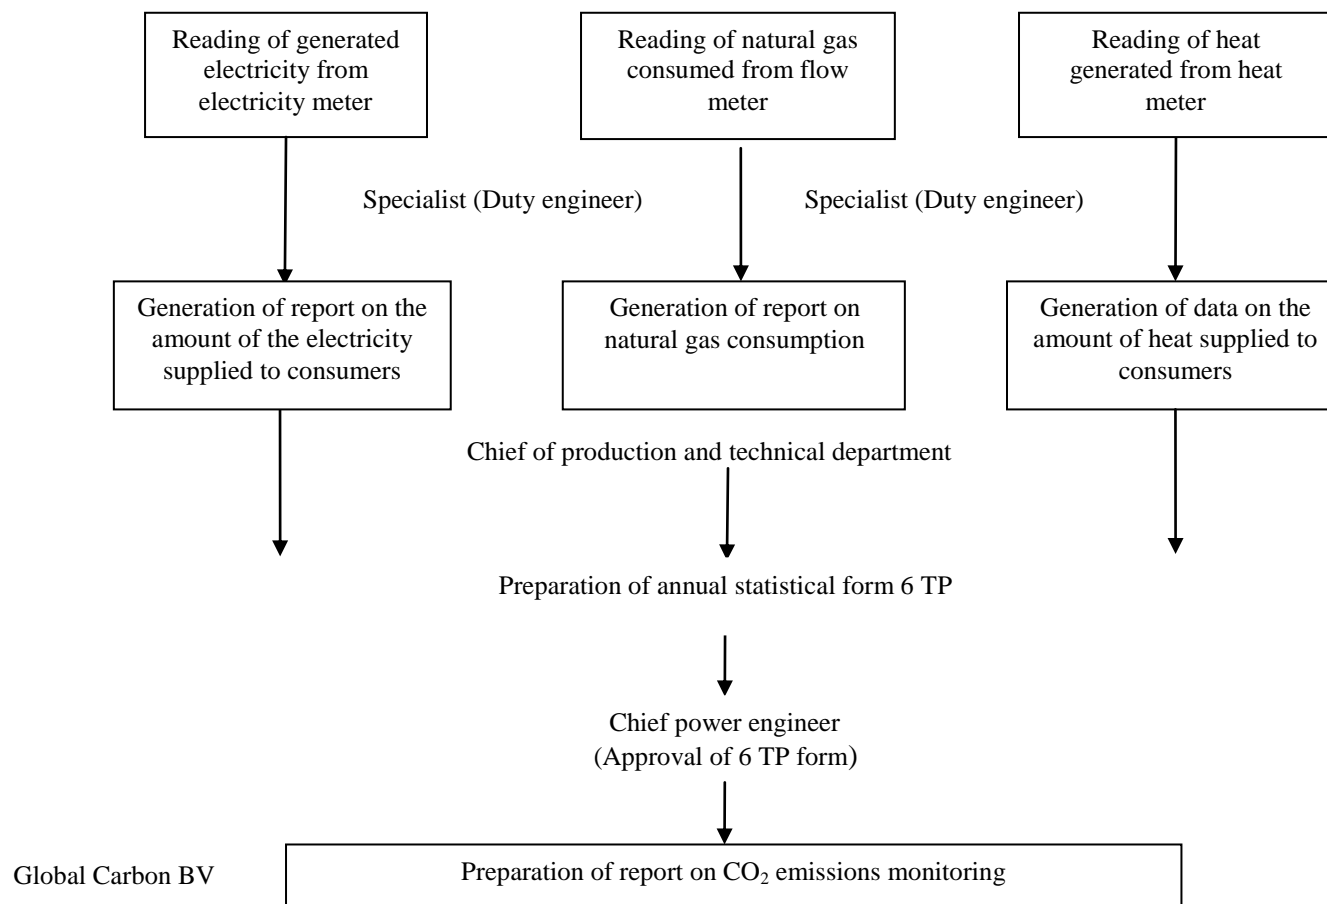 Reading of generated
electricity from
electricity meter
Reading of natural gas
consumed from flow
meter
Reading of heat
generated from heat
meter
Specialist (Duty engineer)
Specialist (Duty engineer)
Generation of report on the
amount of the electricity
supplied to consumers
Generation of report on
natural gas consumption
Generation of data on the
amount of heat supplied to
consumers
Chief of production and technical department
Preparation of annual statistical form 6 TP
Chief power engineer
(Approval of 6 TP form)
Global Carbon BV
Preparation of report on CO₂ emissions monitoring